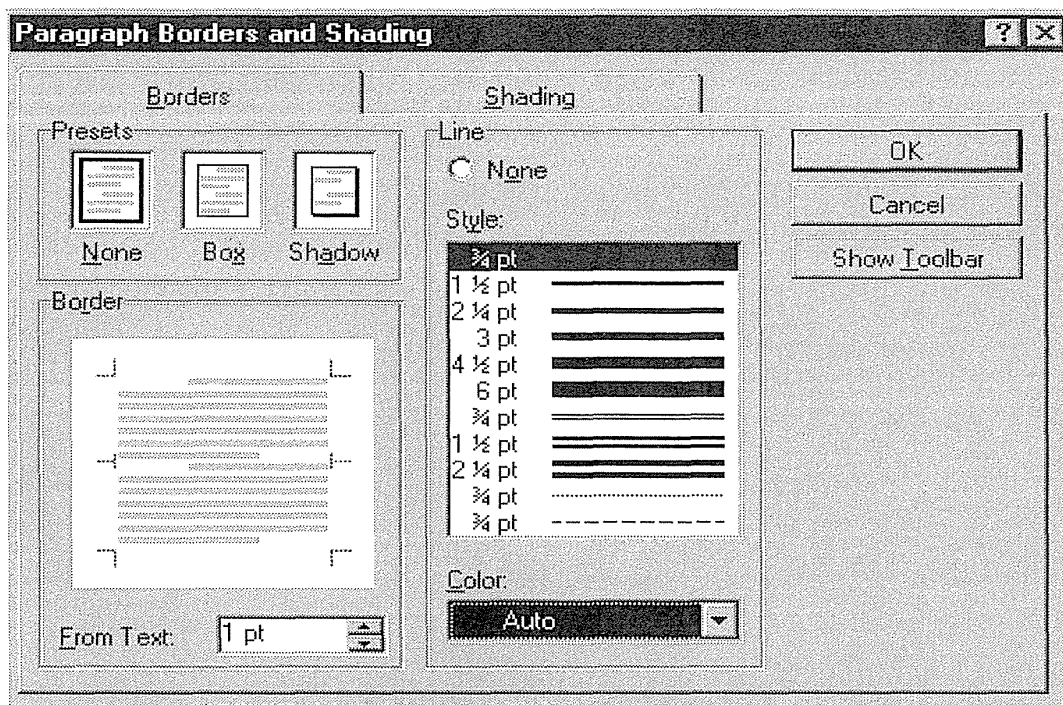 Paragraph Borders and Shading
Borders
Shading
Presets
None
Box
Shadow
Border
From Text:
1 pt
Line
None
Style:
¾ pt
1 ½ pt
2 ¼ pt
3 pt
4 ½ pt
6 pt
¾ pt
1 ½ pt
2 ¼ pt
¾ pt
¾ pt
Color:
Auto
OK
Cancel
Show Toolbar